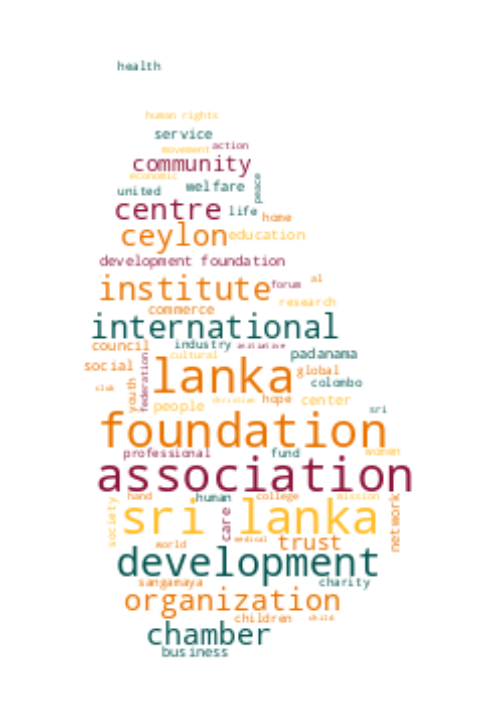 health
human rights
service
movement action
community
economic
united welfare peace
centre life home
ceylon education
development foundation
institute forum al
commerce research
international
council industry initiative
cultural padanama
social federation lanka global
club youth colombo
people christian hope center
sri
foundation
professional fund women
association
hand human college mission
society sri lanka network
care
world medical trust
development
sangamaya charity
organization
children child
chamber
business